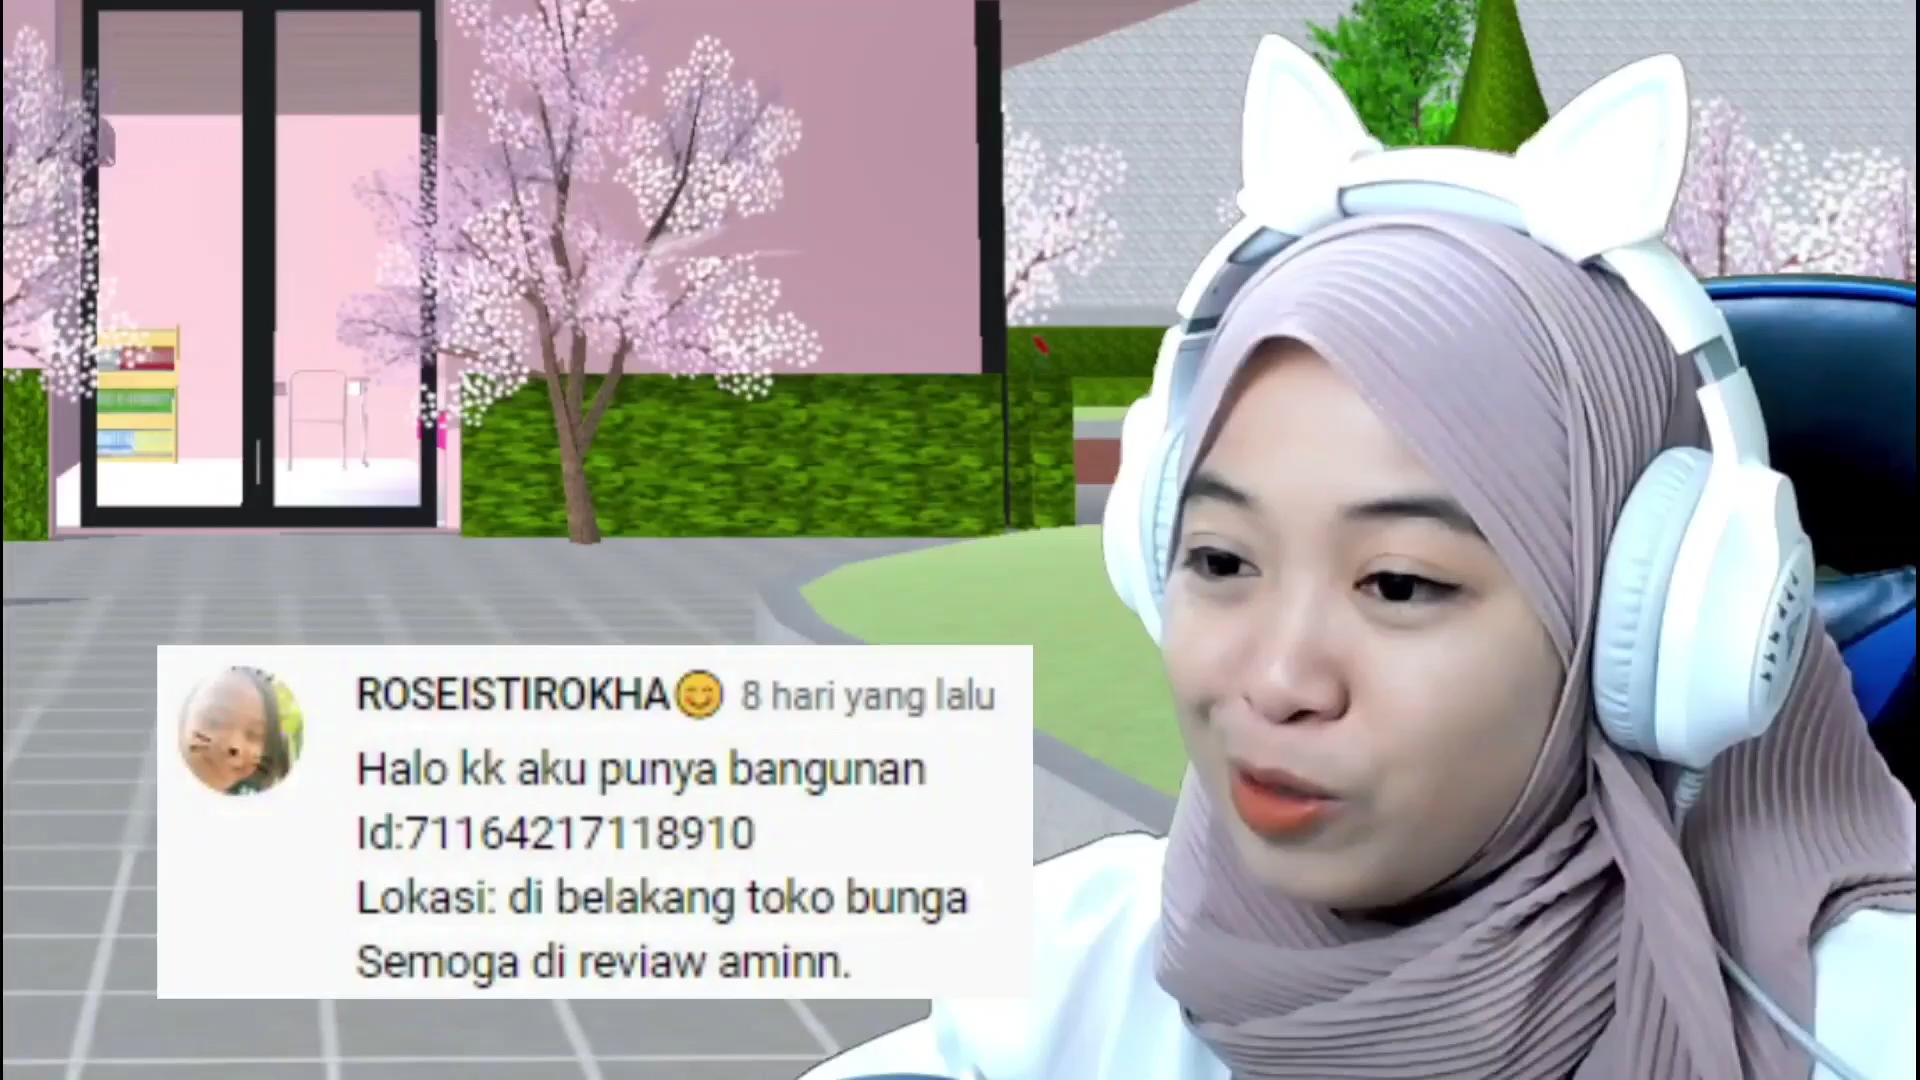 ROSEISTIROKHA😊 8 hari yang lalu
Halo kk aku punya bangunan
Id:71164217118910
Lokasi: di belakang toko bunga
Semoga di reviaw aminn.